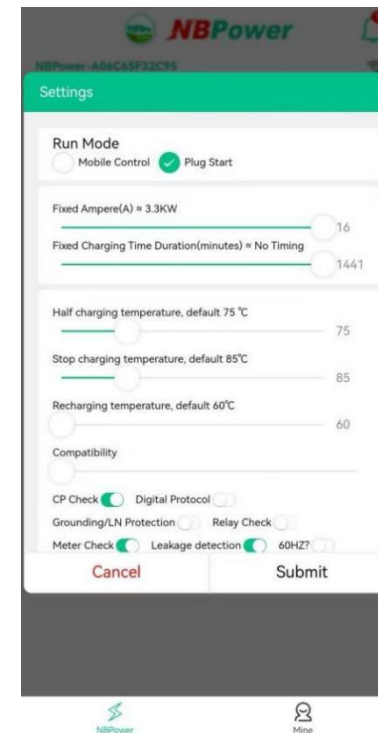 NBPower
NBPower-A06C65F32C95
Settings
Run Mode
Mobile Control Plug Start
Fixed Ampere(A) ≈ 3.3KW
16
Fixed Charging Time Duration(minutes) ≈ No Timing
1441
Half charging temperature, default 75 ℃
75
Stop charging temperature, default 85℃
85
Recharging temperature, default 60℃
60
Compatibility
CP Check Digital Protocol
Grounding/LN Protection Relay Check
Meter Check Leakage detection 60HZ?
Cancel Submit
NBPower Mine